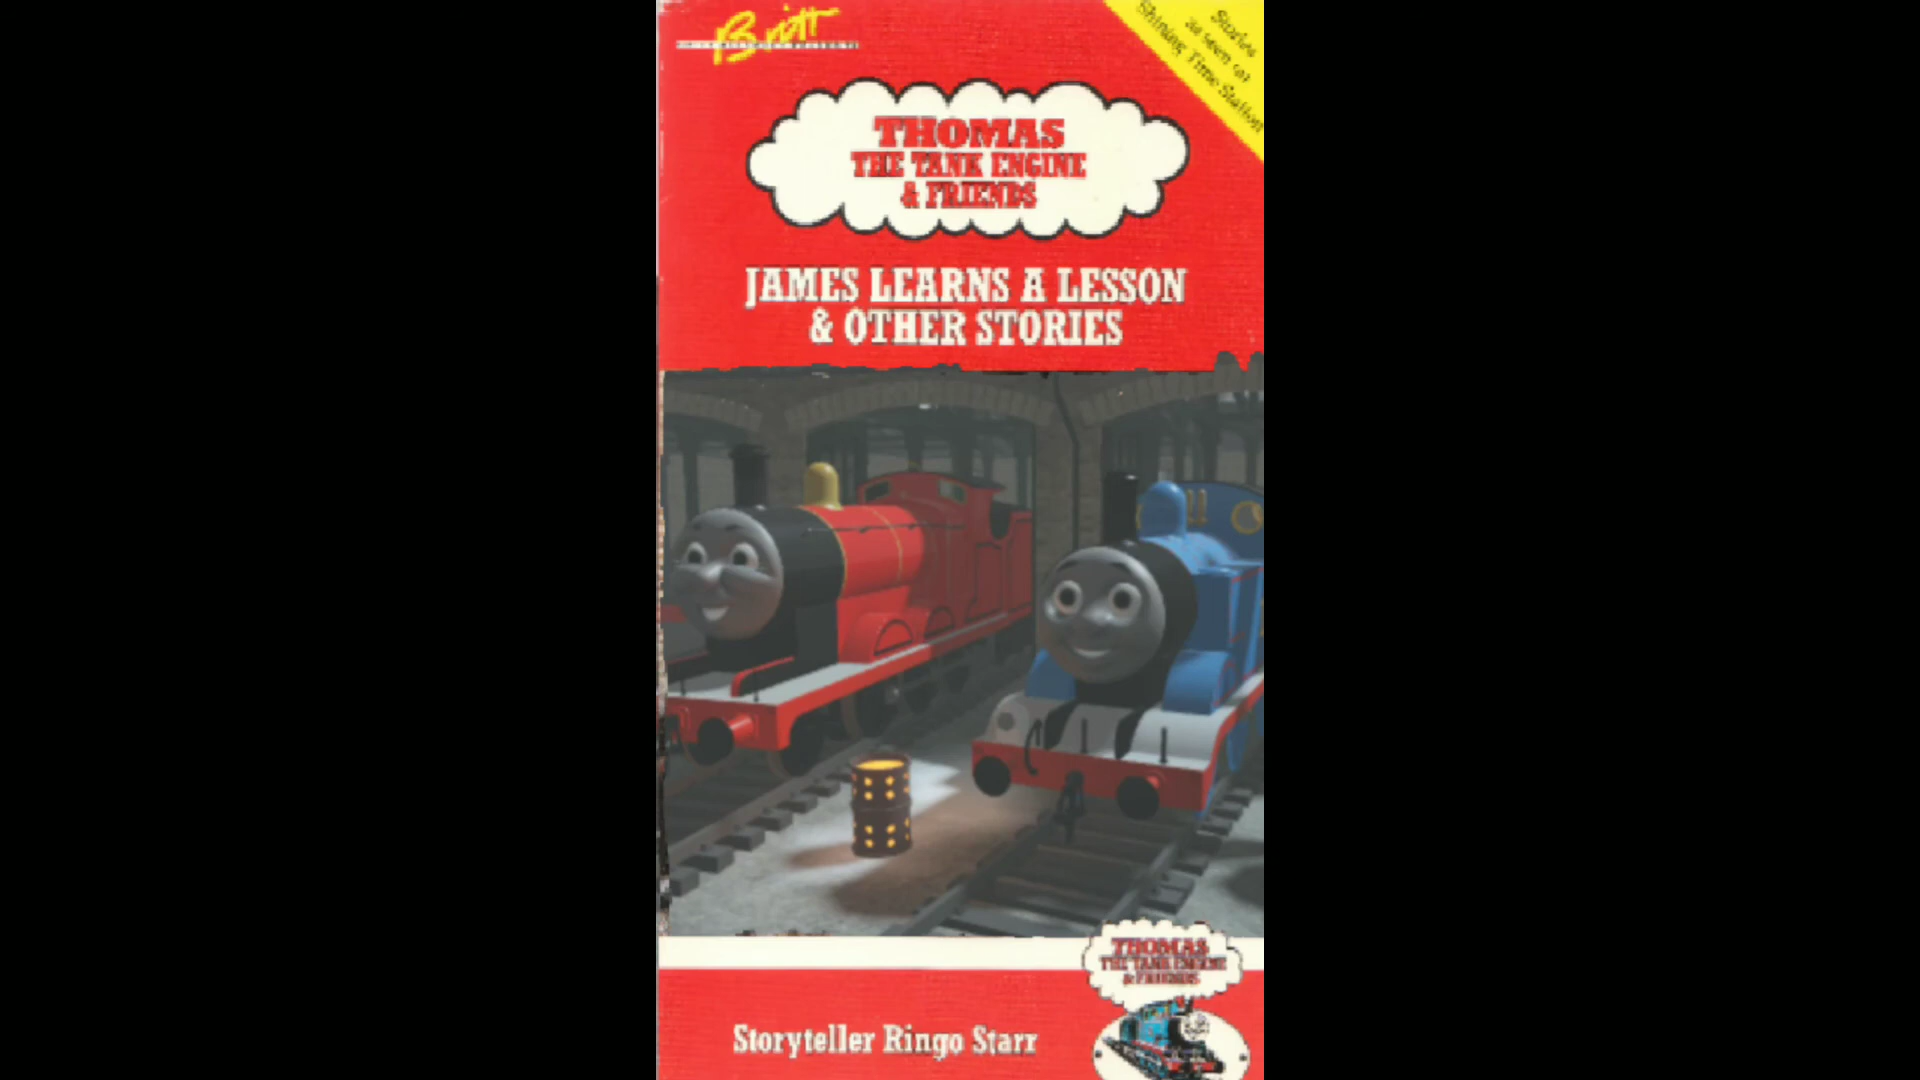 Britt
Stories
as seen on
Shining Time Station!
THOMAS
THE TANK ENGINE
& FRIENDS
JAMES LEARNS A LESSON
& OTHER STORIES
THOMAS
THE TANK ENGINE
& FRIENDS
Storyteller Ringo Starr